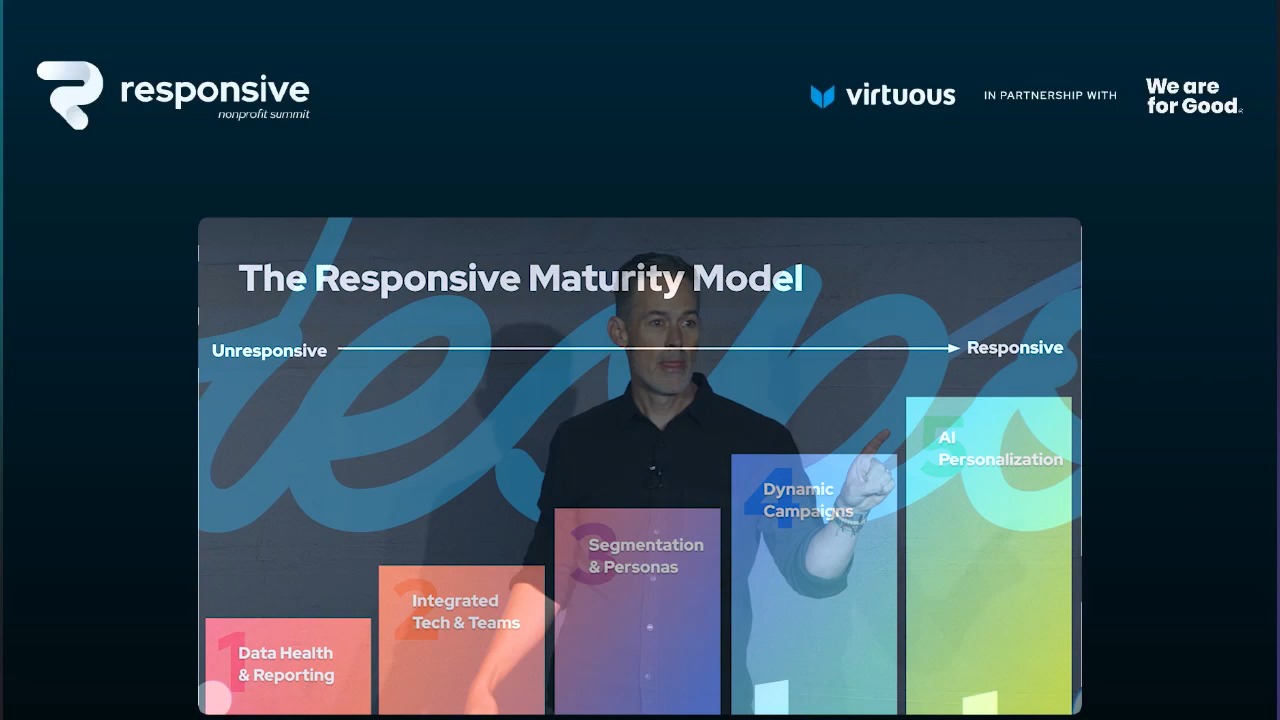 responsive
nonprofit summit
virtuous
IN PARTNERSHIP WITH
We are
for Good.
The Responsive Maturity Model
Unresponsive
Responsive
5
AI
Personalization
4
Dynamic
Campaigns
3
Segmentation
& Personas
2
Integrated
Tech & Teams
1
Data Health
& Reporting